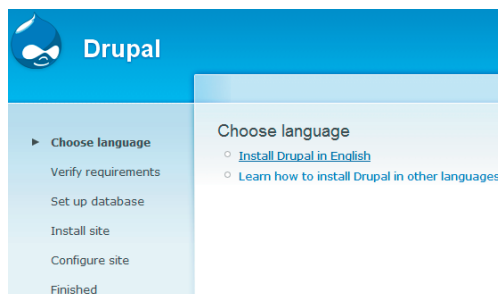 Drupal
Choose language
Verify requirements
Set up database
Install site
Configure site
Finished
Choose language
Install Drupal in English
Learn how to install Drupal in other languages